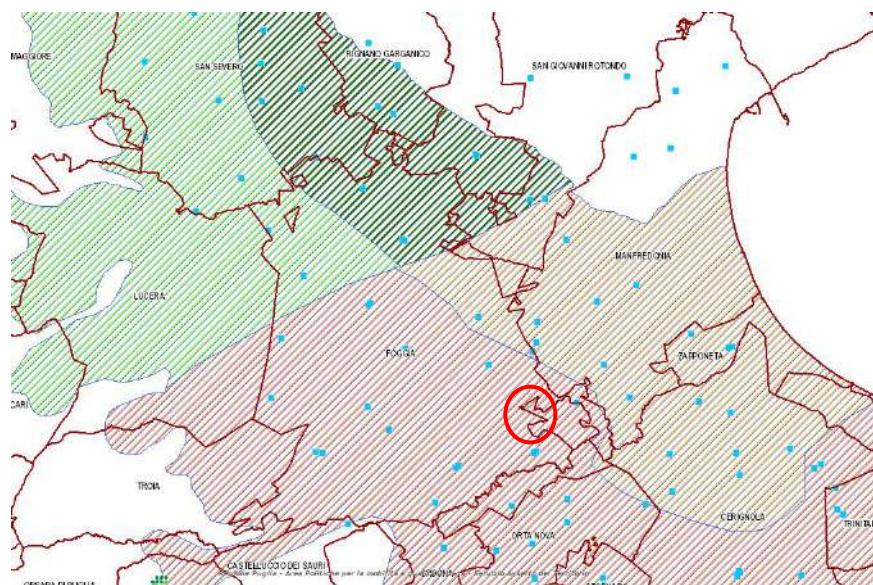 RIGNANO GARGANICO
MAGGIORE
SAN SEVERO
SAN GIOVANNI ROTONDO
MANFREDONIA
LUCERA
FOGGIA
ZAPPONETA
CARI
TROIA
CERIGNOLA
TRINITA
ORTA NOVA
CASTELLUCCIO DEI SAURI